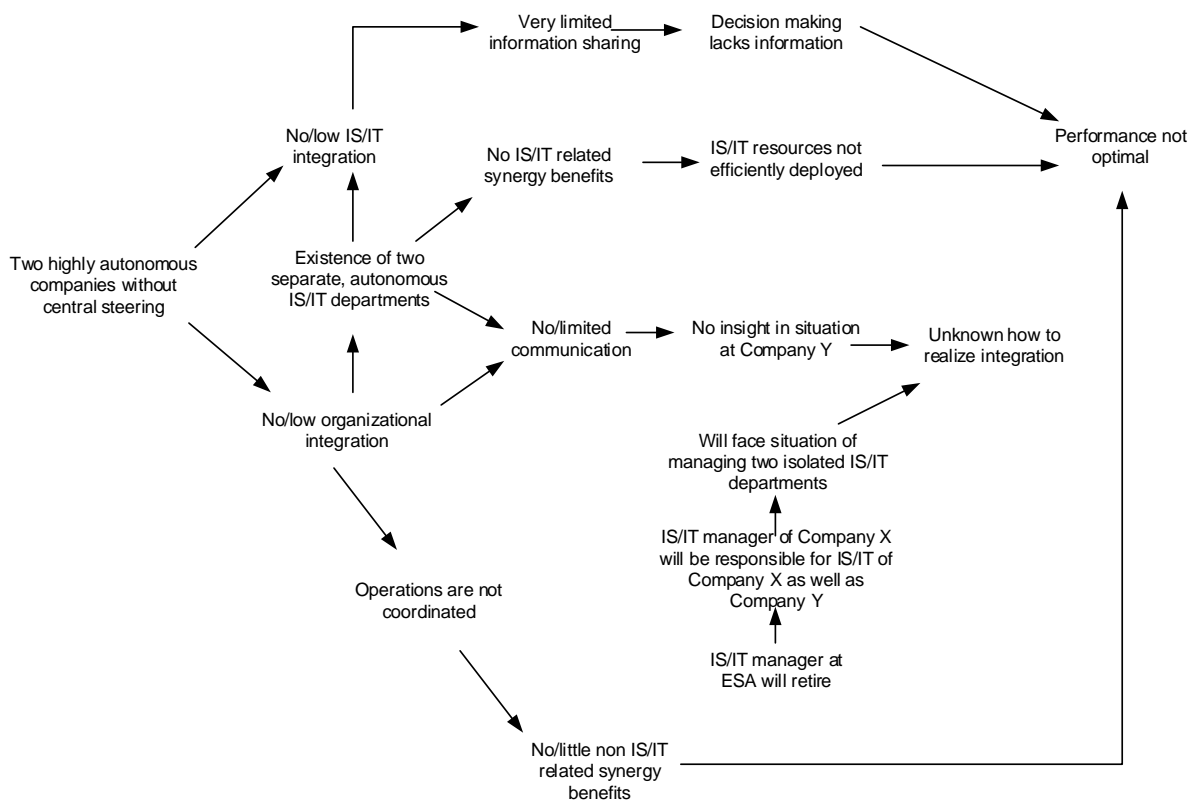 Very limited
information sharing
Decision making
lacks information
No/low IS/IT
integration
No IS/IT related
synergy benefits
IS/IT resources not
efficiently deployed
Performance not
optimal
Two highly autonomous
companies without
central steering
Existence of two
separate, autonomous
IS/IT departments
No/limited
communication
No insight in situation
at Company Y
Unknown how to
realize integration
No/low organizational
integration
Will face situation of
managing two isolated IS/IT
departments
IS/IT manager of Company X
will be responsible for IS/IT of
Company X as well as
Company Y
Operations are not
coordinated
IS/IT manager at
ESA will retire
No/little non IS/IT
related synergy
benefits